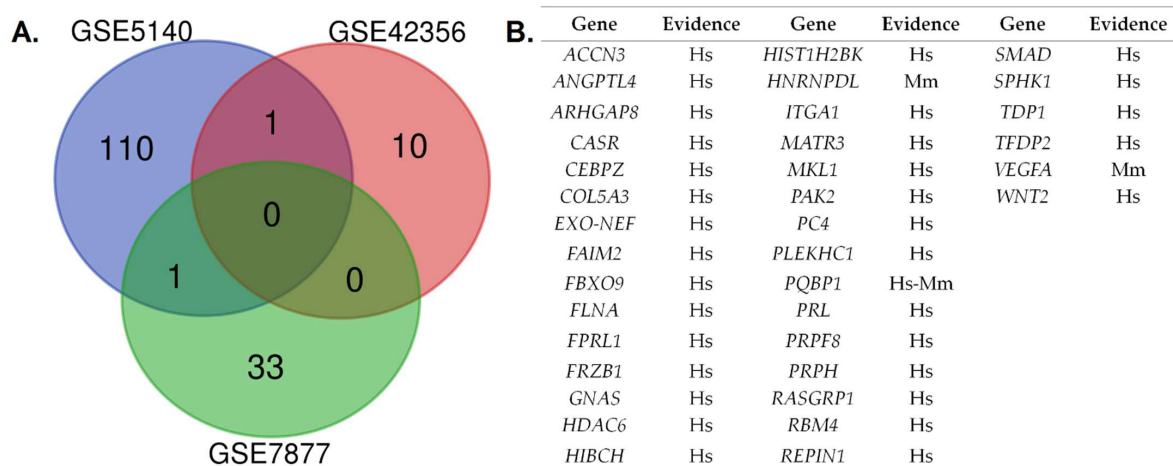 A.
GSE5140
GSE42356
110
1
10
0
1
0
33
GSE7877
B.
Gene Evidence Gene Evidence Gene Evidence
ACCN3 Hs HIST1H2BK Hs SMAD Hs
ANGPTL4 Hs HNRNPDL Mm SPHK1 Hs
ARHGAP8 Hs ITGA1 Hs TDP1 Hs
CASR Hs MATR3 Hs TFDP2 Hs
CEBPZ Hs MKL1 Hs VEGFA Mm
COL5A3 Hs PAK2 Hs WNT2 Hs
EXO-NEF Hs PC4 Hs
FAIM2 Hs PLEKHC1 Hs
FBXO9 Hs PQBP1 Hs-Mm
FLNA Hs PRL Hs
FPRL1 Hs PRPF8 Hs
FRZB1 Hs PRPH Hs
GNAS Hs RASGRP1 Hs
HDAC6 Hs RBM4 Hs
HIBCH Hs REPIN1 Hs